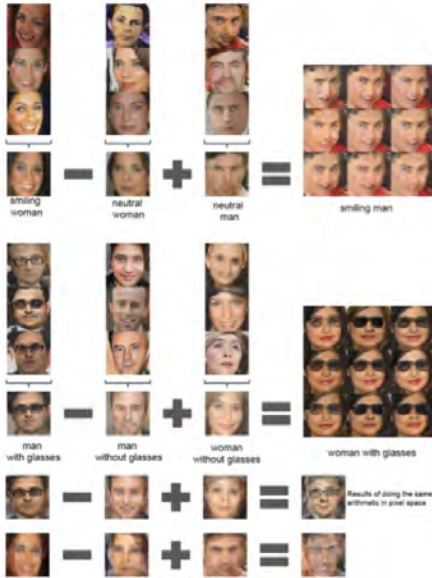 smiling
woman
neutral
woman
neutral
man
smiling man
man
with glasses
man
without glasses
woman
without glasses
woman with glasses
Results of doing the same
arithmetic in pixel space